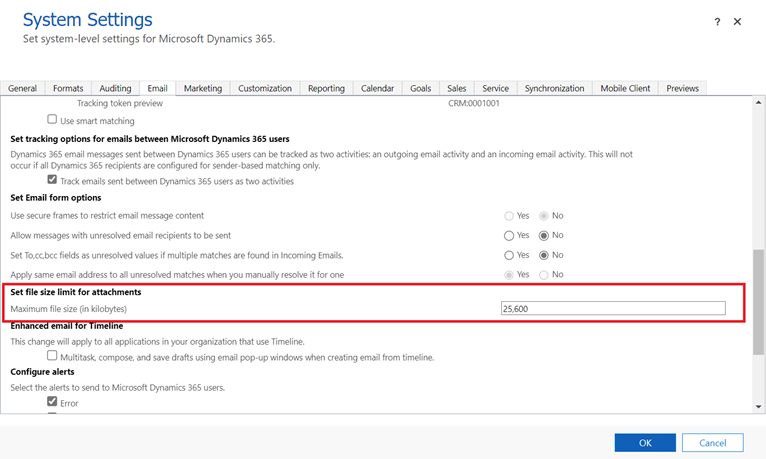 System Settings
Set system-level settings for Microsoft Dynamics 365.
?
General Formats Auditing Email Marketing Customization Reporting Calendar Goals Sales Service Synchronization Mobile Client Previews
Tracking token preview CRM:0001001
Use smart matching
Set tracking options for emails between Microsoft Dynamics 365 users
Dynamics 365 email messages sent between Dynamics 365 users can be tracked as two activities: an outgoing email activity and an incoming email activity. This will not
occur if all Dynamics 365 recipients are configured for sender-based matching only.
Track emails sent between Dynamics 365 users as two activities
Set Email form options
Use secure frames to restrict email message content Yes No
Allow messages with unresolved email recipients to be sent Yes No
Set To,cc,bcc fields as unresolved values if multiple matches are found in Incoming Emails. Yes No
Apply same email address to all unresolved matches when you manually resolve it for one Yes No
Set file size limit for attachments
Maximum file size (in kilobytes) 25,600
Enhanced email for Timeline
This change will apply to all applications in your organization that use Timeline.
Multitask, compose, and save drafts using email pop-up windows when creating email from timeline.
Configure alerts
Select the alerts to send to Microsoft Dynamics 365 users.
Error
OK Cancel